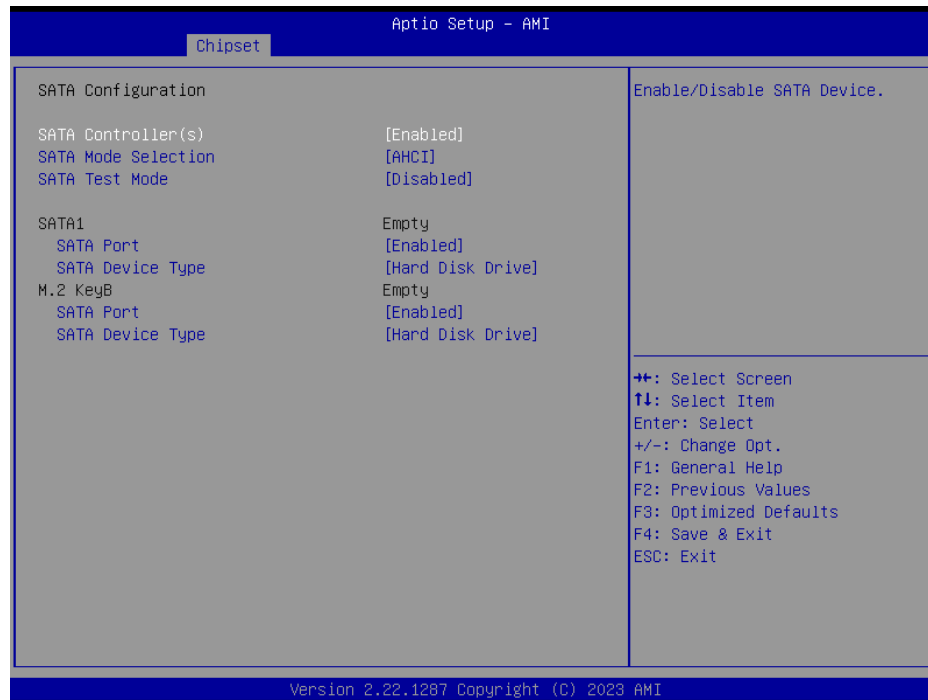 Aptio Setup – AMI
Chipset
SATA Configuration
SATA Controller(s) [Enabled]
SATA Mode Selection [AHCI]
SATA Test Mode [Disabled]
SATA1 Empty
SATA Port [Enabled]
SATA Device Type [Hard Disk Drive]
M.2 KeyB Empty
SATA Port [Enabled]
SATA Device Type [Hard Disk Drive]
Enable/Disable SATA Device.
→←: Select Screen
↑↓: Select Item
Enter: Select
+/-: Change Opt.
F1: General Help
F2: Previous Values
F3: Optimized Defaults
F4: Save & Exit
ESC: Exit
Version 2.22.1287 Copyright (C) 2023 AMI